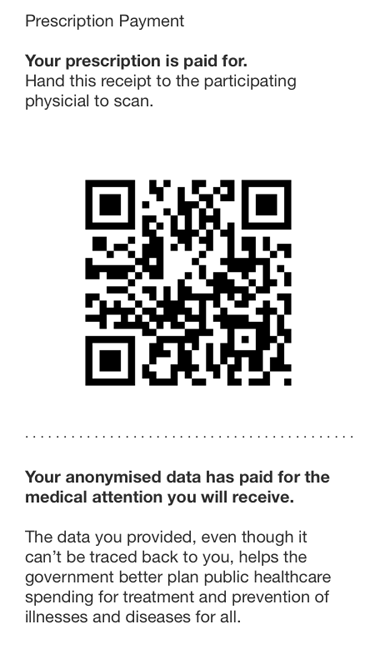 Prescription Payment
Your prescription is paid for.
Hand this receipt to the participating
physicial to scan.
Your anonymised data has paid for the
medical attention you will receive.
The data you provided, even though it
can’t be traced back to you, helps the
government better plan public healthcare
spending for treatment and prevention of
illnesses and diseases for all.